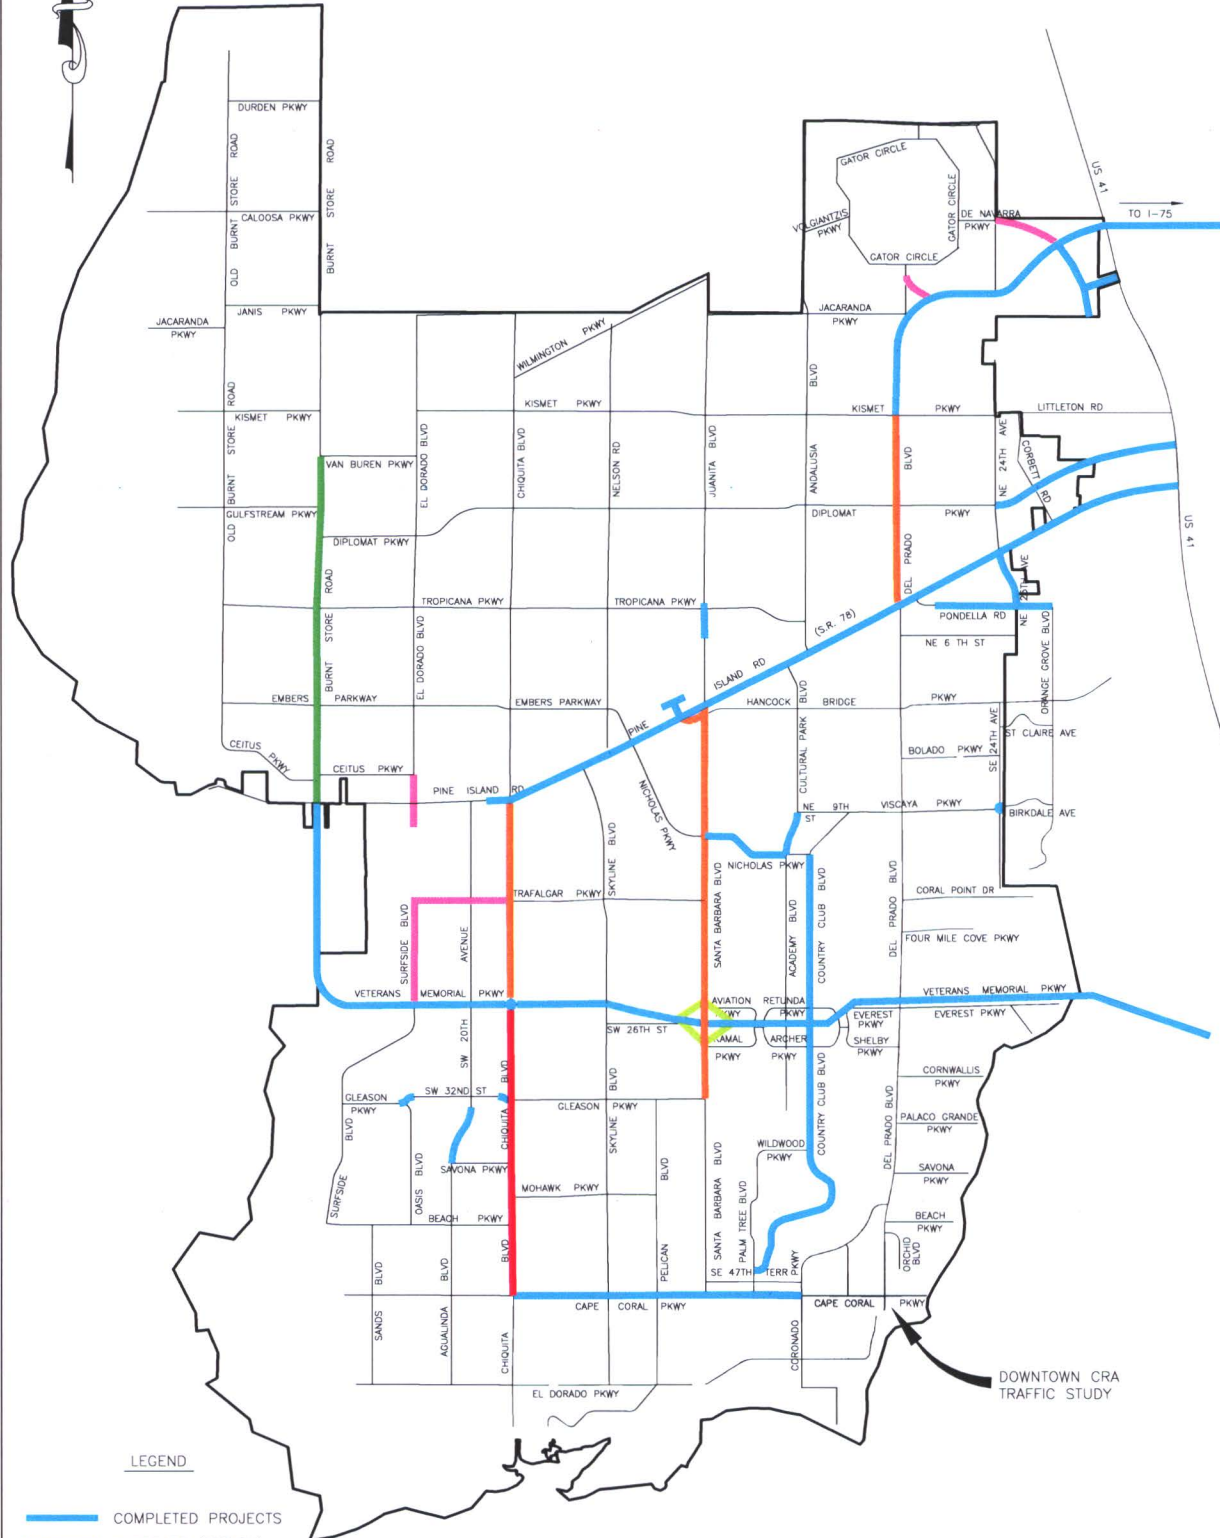 DURDEN PKWY
OLD BURNT STORE ROAD
BURNT STORE ROAD
CALOOSA PKWY
JANIS PKWY
JACARANDA
PKWY
GATOR CIRCLE
GATOR CIRCLE
GATOR CIRCLE
VOLGIANTZIS
PKWY
DE NAVARRA
PKWY
US 41
TO I-75
JACARANDA
PKWY
WILMINGTON PKWY
KISMET PKWY
KISMET PKWY
KISMET PKWY
LITTLETON RD
OLD BURNT STORE ROAD
EL DORADO BLVD
CHIQUITA BLVD
NELSON RD
JUANITA BLVD
ANDALUSIA BLVD
DEL PRADO BLVD
NE 24TH AVE
CORBETT RD
VAN BUREN PKWY
GULFSTREAM PKWY
DIPLOMAT PKWY
DIPLOMAT PKWY
US 41
BURNT STORE ROAD
EL DORADO BLVD
TROPICANA PKWY
TROPICANA PKWY
NE 25TH AVE
PONDELLA RD
NE 6 TH ST
ORANGE GROVE BLVD
PINE ISLAND RD (S.R. 78)
EMBERS PARKWAY
EMBERS PARKWAY
HANCOCK BRIDGE PKWY
SE 24TH AVE
ST CLAIRE AVE
CEITUS PKWY
CEITUS PKWY
BOLADO PKWY
CULTURAL PARK BLVD
PINE ISLAND RD
NICHOLAS PKWY
SKYLINE BLVD
NE 9TH
ST
VISCAYA PKWY
BIRKDALE AVE
NICHOLAS PKWY
TRAFALGAR PKWY
CORAL POINT DR
SURFSIDE BLVD
SW 20TH AVENUE
SANTA BARBARA BLVD
ACADEMY BLVD
COUNTRY CLUB BLVD
DEL PRADO BLVD
FOUR MILE COVE PKWY
VETERANS MEMORIAL PKWY
VETERANS MEMORIAL PKWY
AVIATION
RETUNDA
PKWY
EVEREST
PKWY
EVEREST PKWY
SW 26TH ST
PKWY
ARCHER
PKWY
SHELBY
PKWY
CORNWALLIS
PKWY
GLEASON
PKWY
SW 32ND ST
GLEASON PKWY
CHIQUITA BLVD
SKYLINE BLVD
COUNTRY CLUB BLVD
DEL PRADO BLVD
PALACO GRANDE
PKWY
WILDWOOD
PKWY
SURFSIDE BLVD
OASIS BLVD
SAVONA PKWY
MOHAWK PKWY
PELICAN BLVD
SANTA BARBARA BLVD
PALM TREE BLVD
SAVONA
PKWY
BEACH PKWY
BEACH
PKWY
ORCHID
BLVD
SE 47TH TERR
PKWY
SANDS BLVD
AGUALINDA BLVD
CHIQUITA BLVD
CAPE CORAL PKWY
CAPE CORAL PKWY
CORONADO
EL DORADO PKWY
DOWNTOWN CRA
TRAFFIC STUDY
LEGEND
COMPLETED PROJECTS